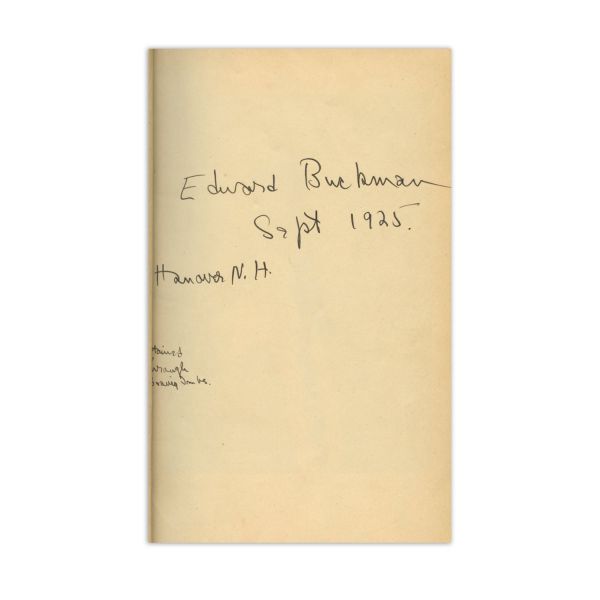 Edward Buckman
Sept 1925.
Hanover N. H.